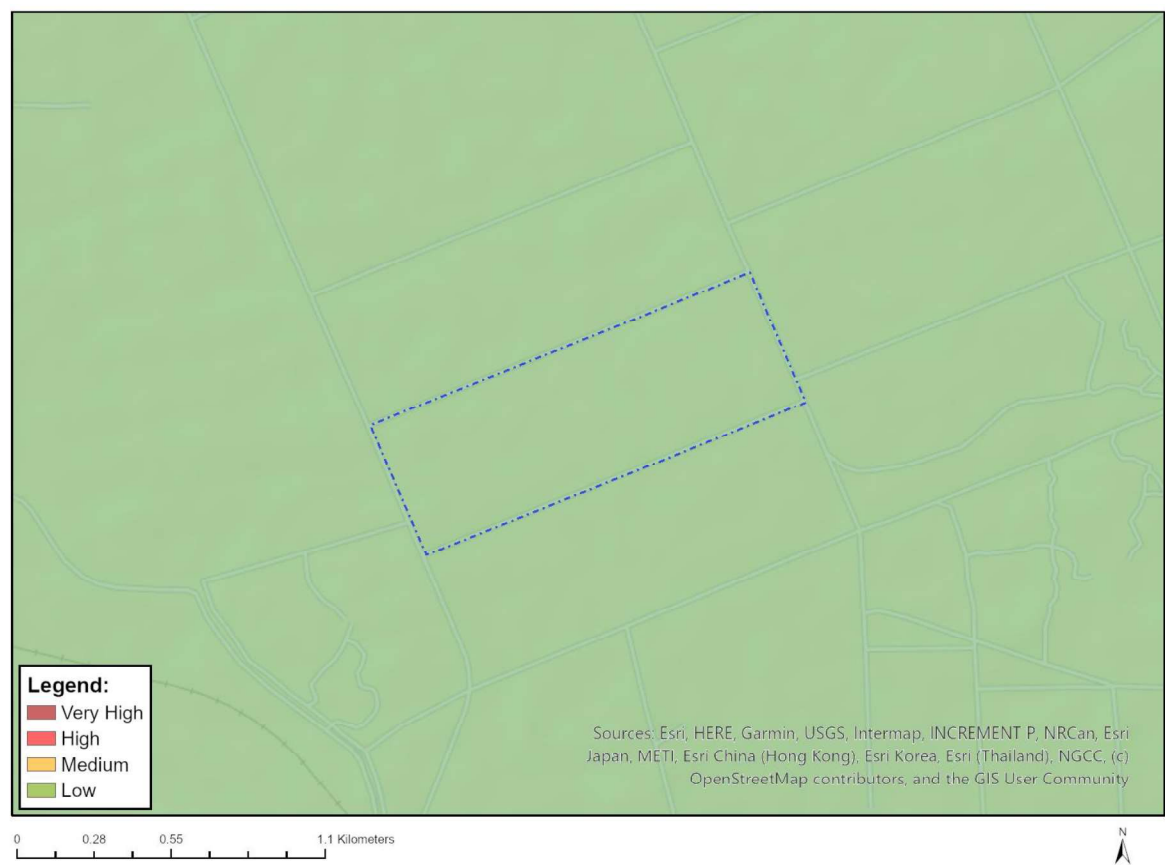 Legend:
Very High
High
Medium
Low
Sources: Esri, HERE, Garmin, USGS, Intermap, INCREMENT P, NRCan, Esri
Japan, METI, Esri China (Hong Kong), Esri Korea, Esri (Thailand), NGCC, (c)
OpenStreetMap contributors, and the GIS User Community
0 0.28 0.55 1.1 Kilometers
N